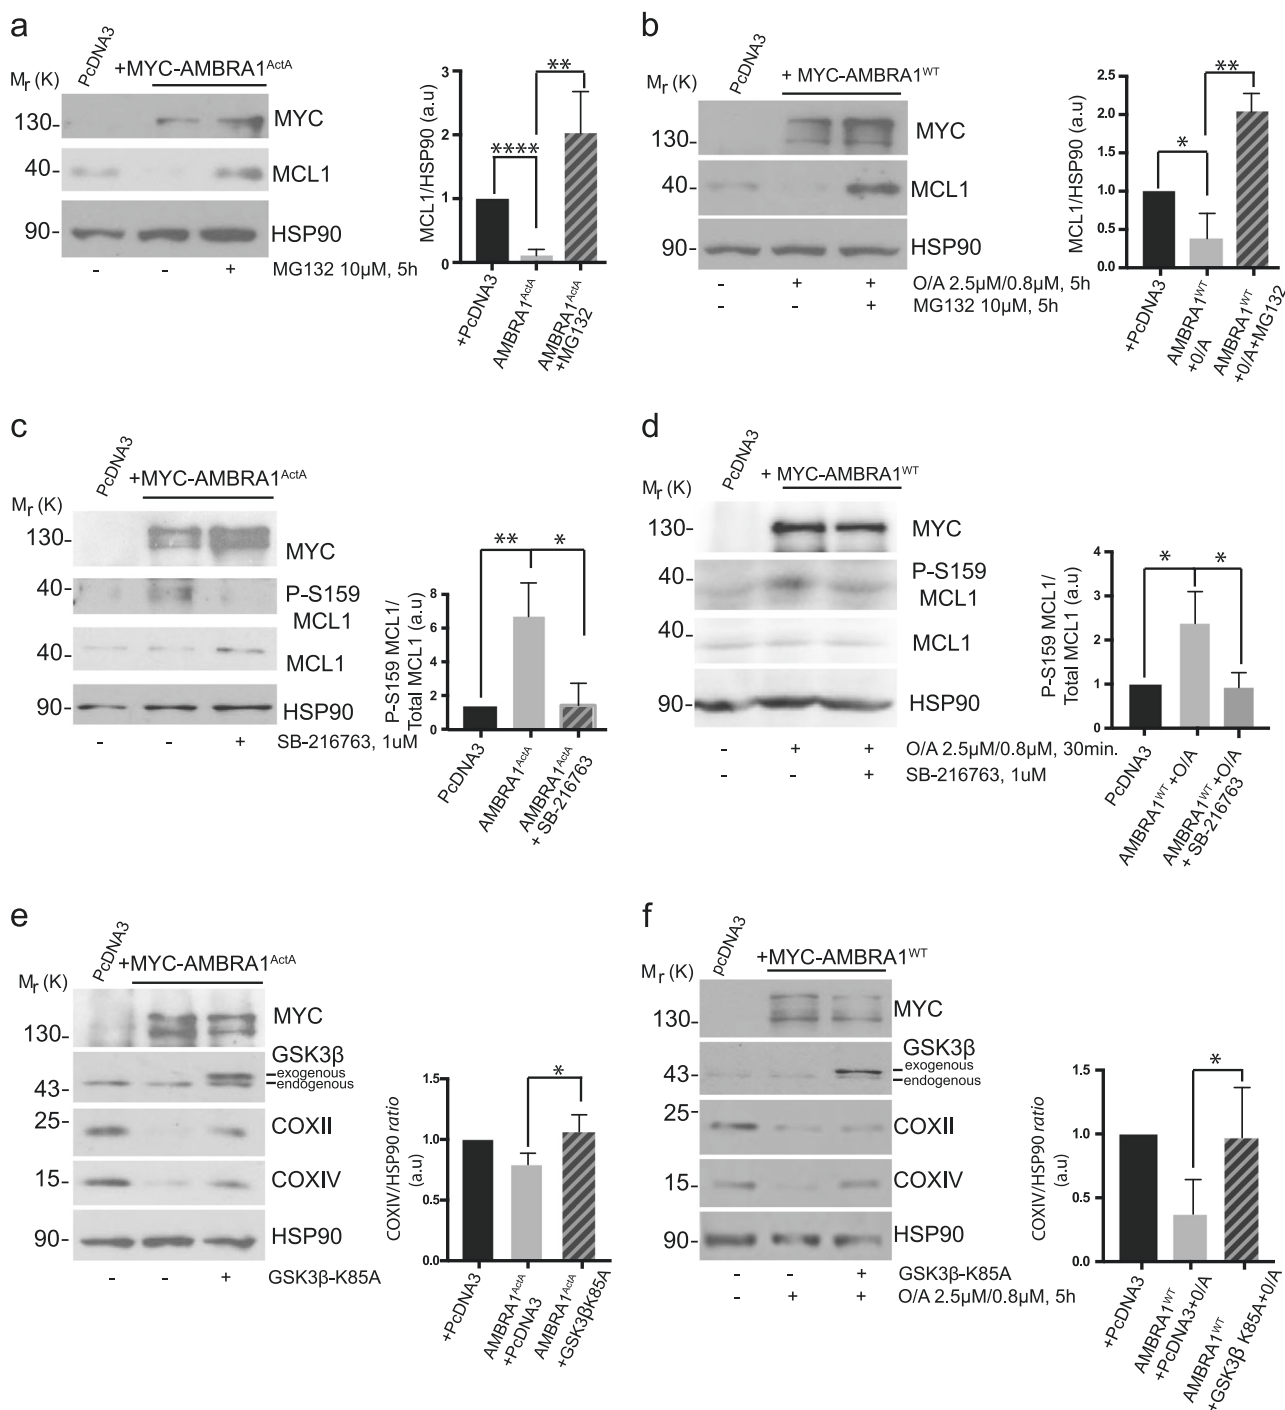 a
PcDNA3
+MYC-AMBRA1ActA
Mr (K)
130-
MYC
40-
MCL1
90-
HSP90
- - + MG132 10µM, 5h
MCL1/HSP90 (a.u)
3
2
1
0
****
**
+PcDNA3
AMBRA1ActA
AMBRA1ActA
+MG132
b
PcDNA3
+ MYC-AMBRA1WT
Mr (K)
130-
MYC
40-
MCL1
90-
HSP90
- + + O/A 2.5µM/0.8µM, 5h
- - + MG132 10µM, 5h
MCL1/HSP90 (a.u)
2.5
2.0
1.5
1.0
0.5
0.0
*
**
+PcDNA3
AMBRA1WT
+0/A
AMBRA1WT
+0/A+MG132
c
PcDNA3
+MYC-AMBRA1ActA
Mr (K)
130-
MYC
40-
P-S159
MCL1
40-
MCL1
90-
HSP90
- - + SB-216763, 1uM
P-S159 MCL1/
Total MCL1 (a.u)
8
6
4
2
0
**
*
PcDNA3
AMBRA1ActA
AMBRA1ActA
+ SB-216763
d
PcDNA3
+ MYC-AMBRA1WT
Mr (K)
130-
MYC
40-
P-S159
MCL1
40-
MCL1
90-
HSP90
- + + O/A 2.5µM/0.8µM, 30min.
- - + SB-216763, 1uM
P-S159 MCL1/
Total MCL1 (a.u)
4
3
2
1
0
*
*
PcDNA3
AMBRA1WT+O/A
AMBRA1WT+O/A
+ SB-216763
e
PcDNA3
+MYC-AMBRA1ActA
Mr (K)
130-
MYC
GSK3β
exogenous
endogenous
43-
25-
COXII
15-
COXIV
90-
HSP90
- - + GSK3β-K85A
COXIV/HSP90 ratio
(a.u)
1.5
1.0
0.5
0.0
*
+PcDNA3
AMBRA1ActA
+PcDNA3
AMBRA1ActA
+GSK3βK85A
f
pcDNA3
+MYC-AMBRA1WT
Mr (K)
130-
MYC
GSK3β
exogenous
endogenous
43-
25-
COXII
15-
COXIV
90-
HSP90
- - + GSK3β-K85A
- + + O/A 2.5µM/0.8µM, 5h
COXIV/HSP90 ratio
(a.u)
1.5
1.0
0.5
0.0
*
+PcDNA3
AMBRA1WT
+PcDNA3+0/A
AMBRA1WT
+GSK3β K85A+0/A